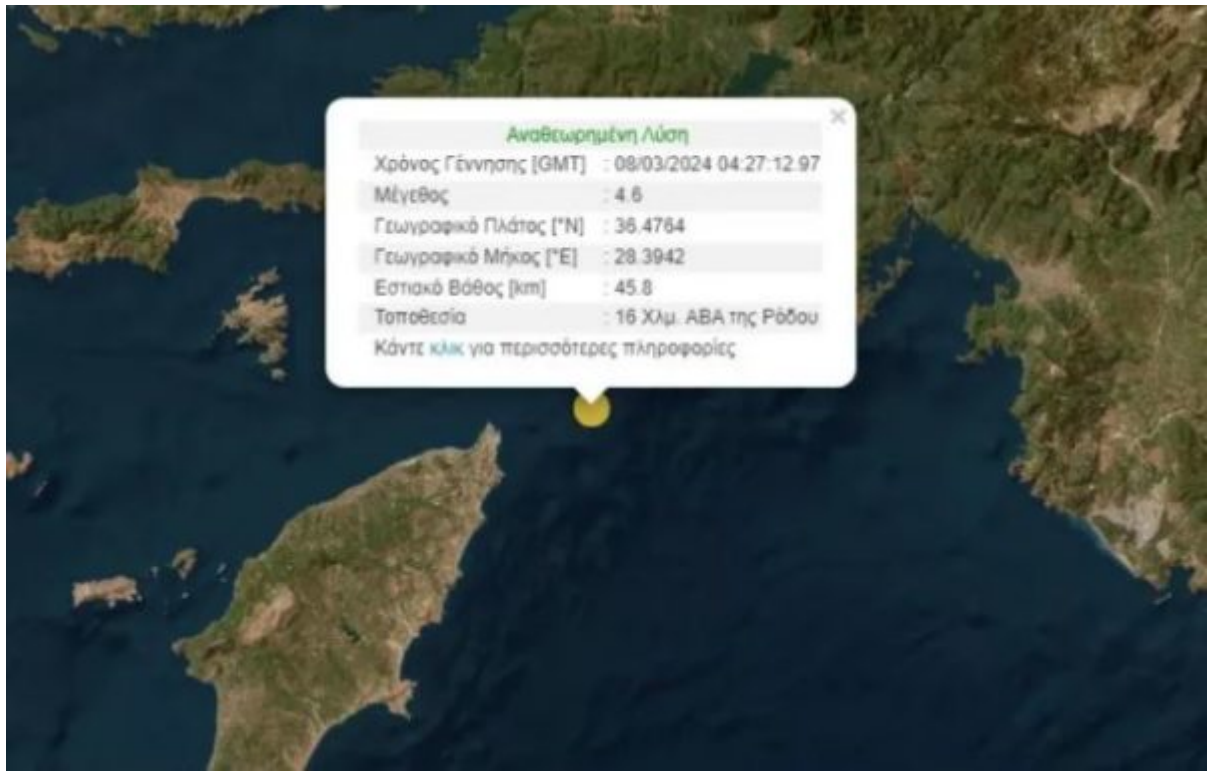 Αναθεωρημένη Λύση
Χρόνος Γέννησης [GMT] : 08/03/2024 04:27:12.97
Μέγεθος : 4.6
Γεωγραφικό Πλάτος [°N] : 36.4764
Γεωγραφικό Μήκος [°E] : 28.3942
Εστιακό Βάθος [km] : 45.8
Τοποθεσία : 16 Χλμ. ΑΒΑ της Ρόδου
Κάντε κλικ για περισσότερες πληροφορίες